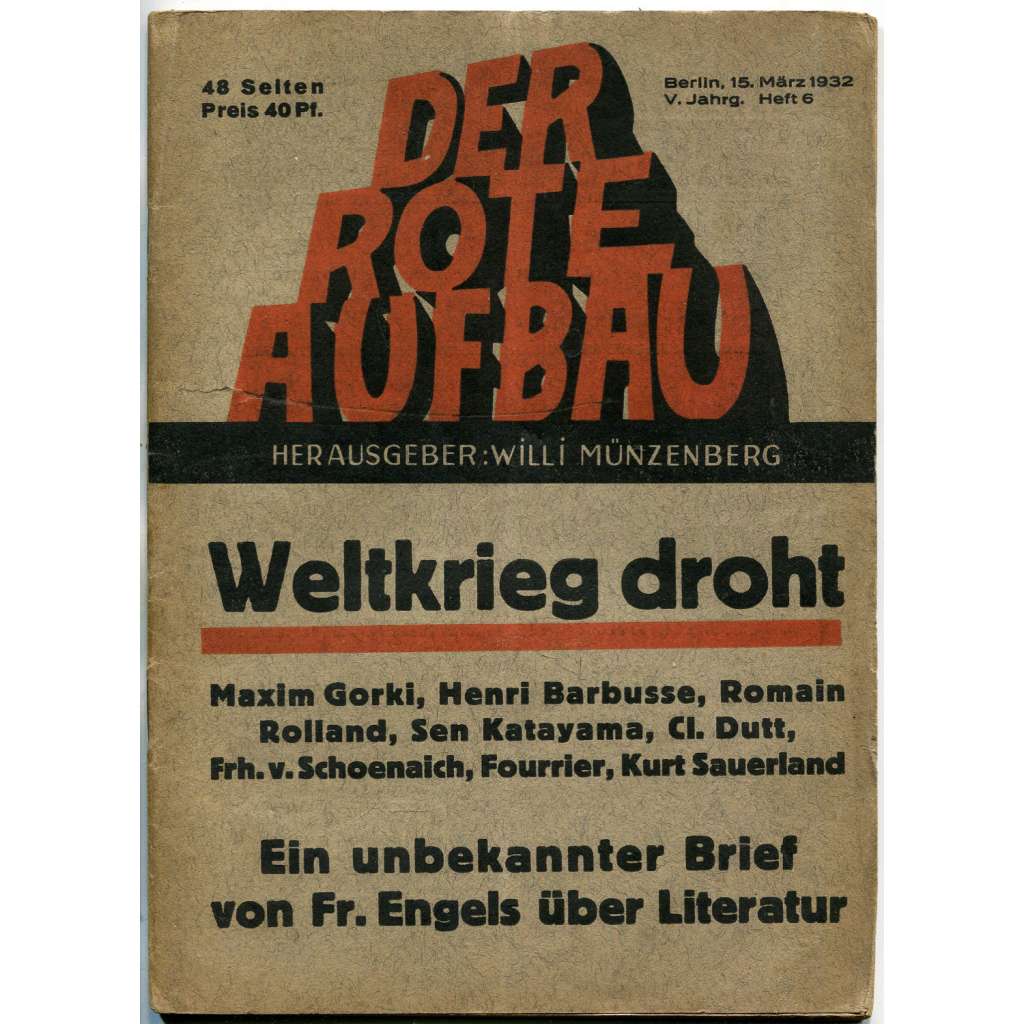 48 Seiten
Preis 40 Pf.
Berlin, 15. März 1932
V. Jahrg. Heft 6
DER
ROTE
AUFBAU
HERAUSGEBER: WILLI MÜNZENBERG
Weltkrieg droht
Maxim Gorki, Henri Barbusse, Romain
Rolland, Sen Katayama, Cl. Dutt,
Frh. v. Schoenaich, Fourrier, Kurt Sauerland
Ein unbekannter Brief
von Fr. Engels über Literatur